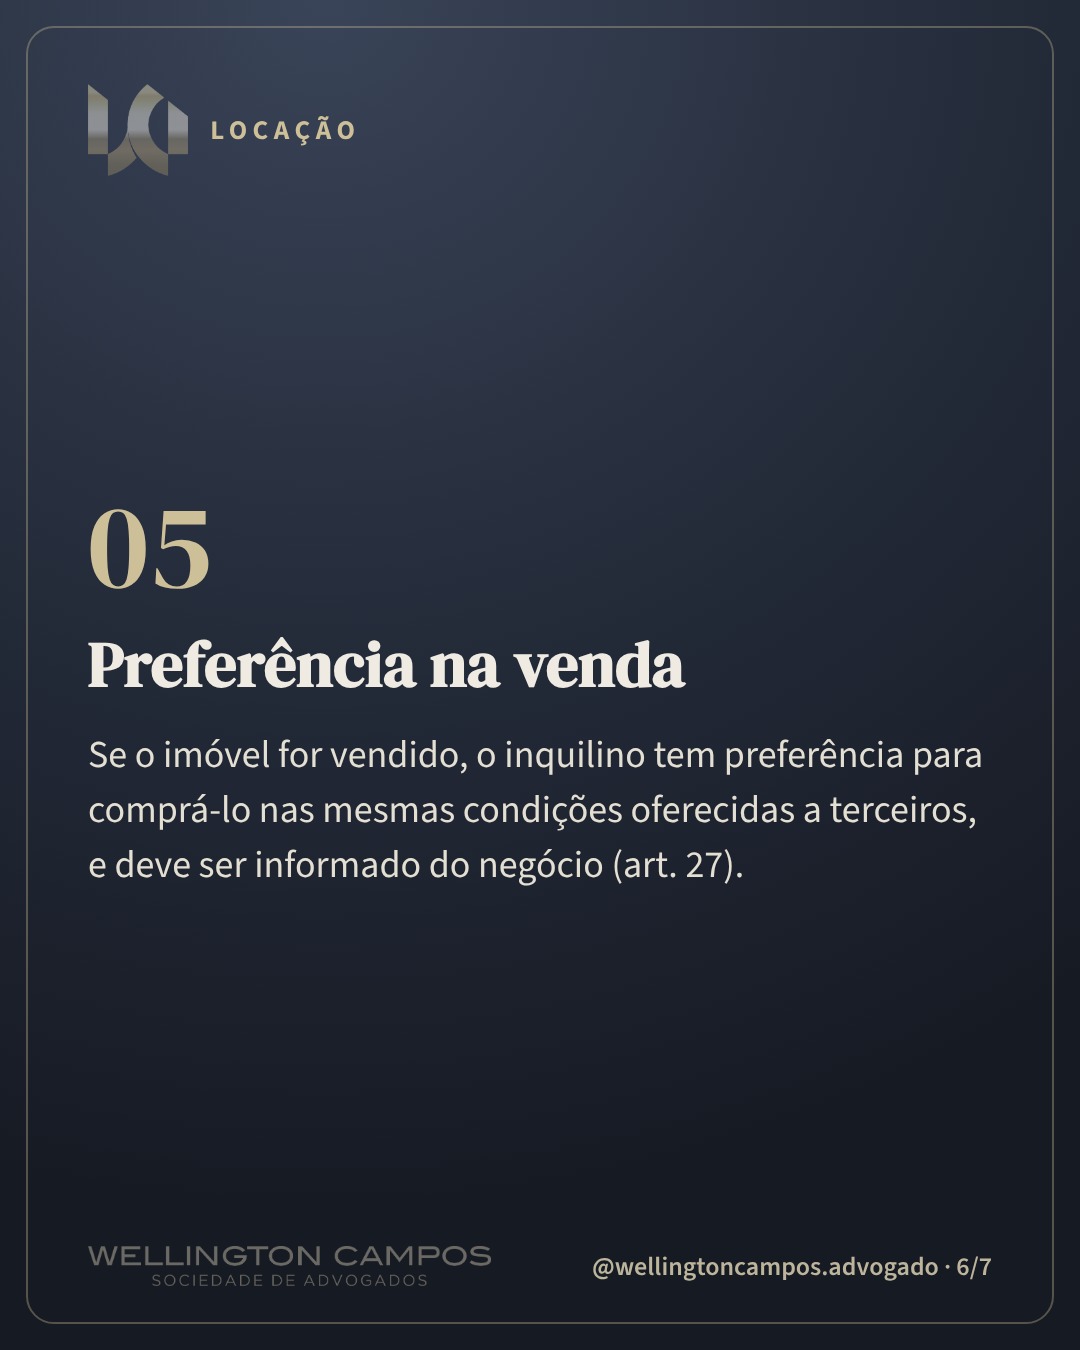 LOCAÇÃO
05
Preferência na venda
Se o imóvel for vendido, o inquilino tem preferência para
comprá-lo nas mesmas condições oferecidas a terceiros,
e deve ser informado do negócio (art. 27).
WELLINGTON CAMPOS
SOCIEDADE DE ADVOGADOS
@wellingtoncampos.advogado · 6/7